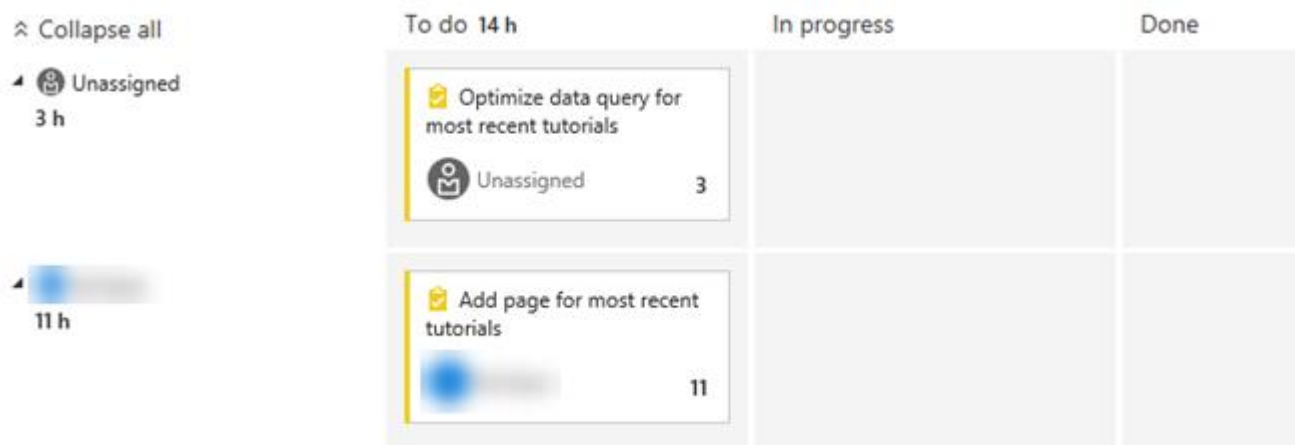 Collapse all
To do 14 h
In progress
Done
Unassigned
3 h
Optimize data query for
most recent tutorials
Unassigned
3
11 h
Add page for most recent
tutorials
11